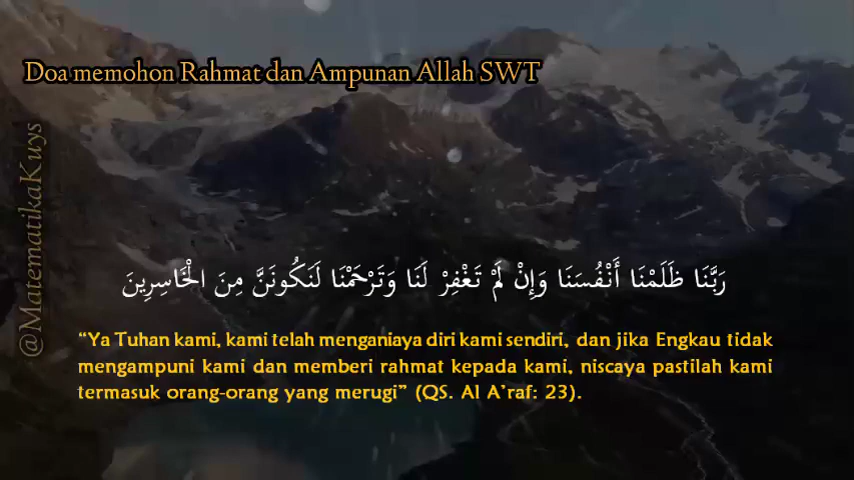 Doa memohon Rahmat dan Ampunan Allah SWT
@MatematikaKuys
رَبَّنَا ظَلَمْنَا أَنْفُسَنَا وَإِنْ لَمْ تَغْفِرْ لَنَا وَتَرْحَمْنَا لَنَكُونَنَّ مِنَ الْخَاسِرِينَ
“Ya Tuhan kami, kami telah menganiaya diri kami sendiri, dan jika Engkau tidak
mengampuni kami dan memberi rahmat kepada kami, niscaya pastilah kami
termasuk orang-orang yang merugi” (QS. Al A’raf: 23).